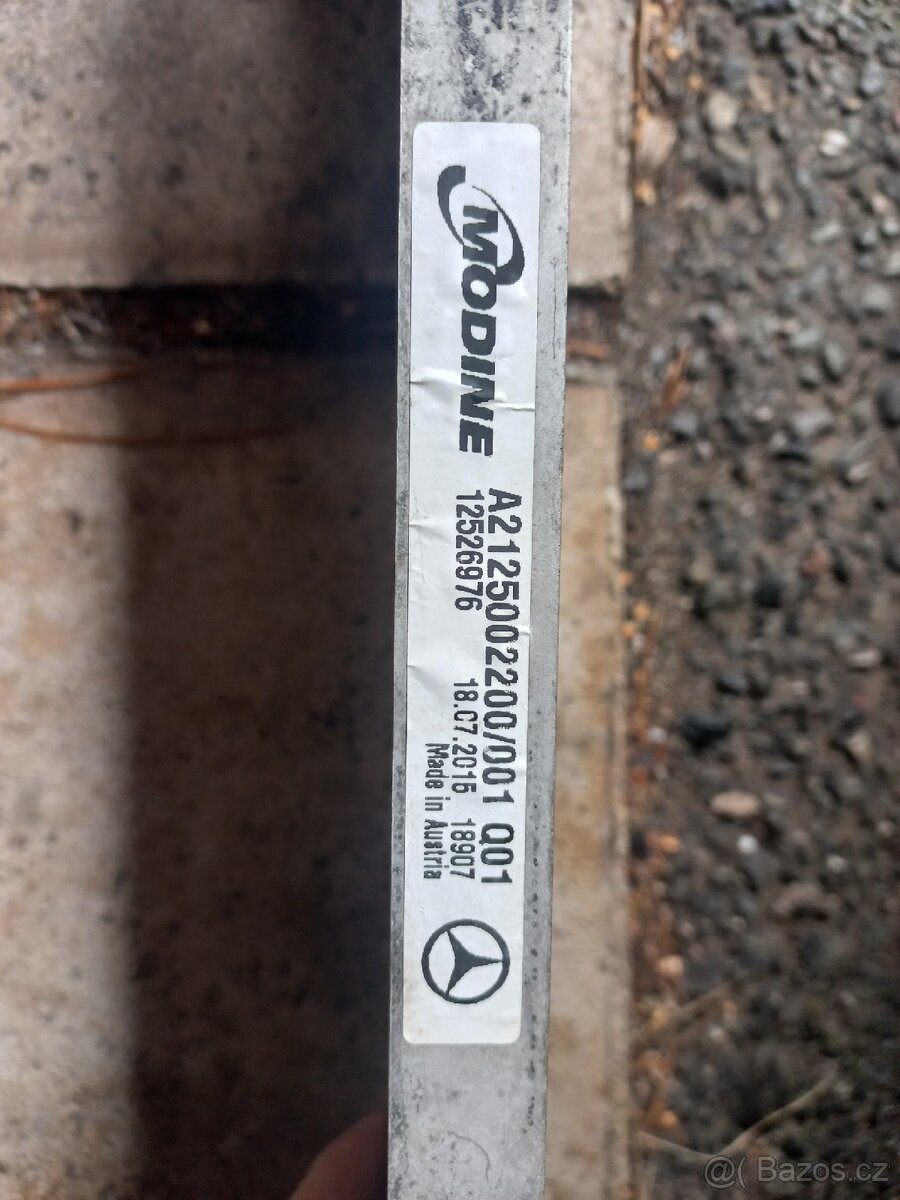 MODINE
A2125002200/001 Q01
12526976 18.07.2015 18907
Made in Austria
@( Bazos.cz